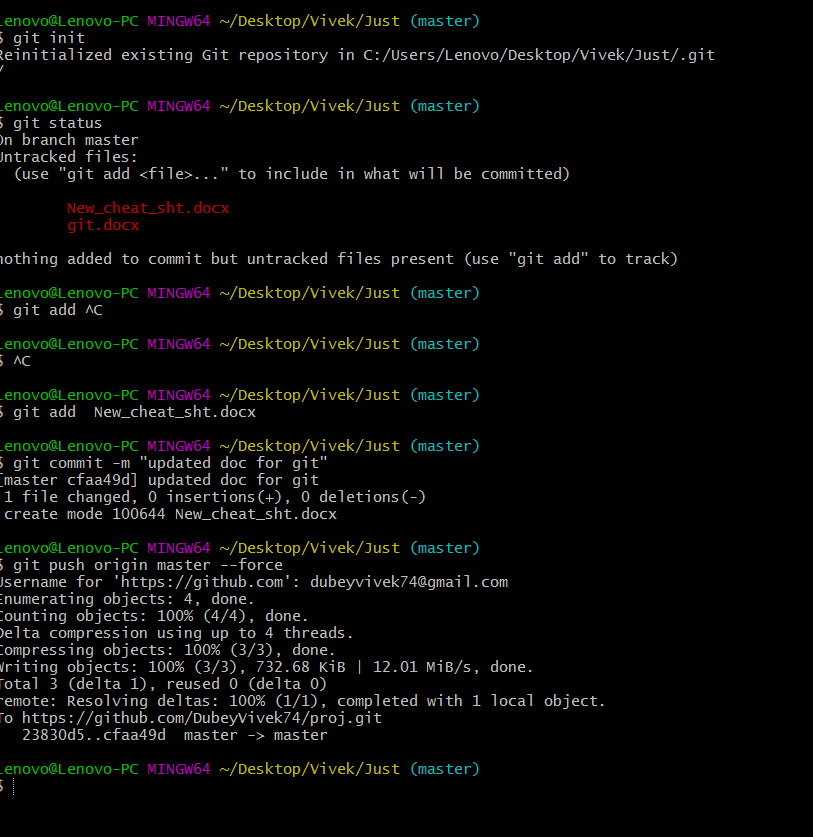 Lenovo@Lenovo-PC MINGW64 ~/Desktop/Vivek/Just (master)
$ git init
Reinitialized existing Git repository in C:/Users/Lenovo/Desktop/Vivek/Just/.git
/
Lenovo@Lenovo-PC MINGW64 ~/Desktop/Vivek/Just (master)
$ git status
On branch master
Untracked files:
  (use "git add <file>..." to include in what will be committed)
        New_cheat_sht.docx
        git.docx
nothing added to commit but untracked files present (use "git add" to track)
Lenovo@Lenovo-PC MINGW64 ~/Desktop/Vivek/Just (master)
$ git add ^C
Lenovo@Lenovo-PC MINGW64 ~/Desktop/Vivek/Just (master)
$ ^C
Lenovo@Lenovo-PC MINGW64 ~/Desktop/Vivek/Just (master)
$ git add  New_cheat_sht.docx
Lenovo@Lenovo-PC MINGW64 ~/Desktop/Vivek/Just (master)
$ git commit -m "updated doc for git"
[master cfaa49d] updated doc for git
 1 file changed, 0 insertions(+), 0 deletions(-)
 create mode 100644 New_cheat_sht.docx
Lenovo@Lenovo-PC MINGW64 ~/Desktop/Vivek/Just (master)
$ git push origin master --force
Username for 'https://github.com': dubeyvivek74@gmail.com
Enumerating objects: 4, done.
Counting objects: 100% (4/4), done.
Delta compression using up to 4 threads.
Compressing objects: 100% (3/3), done.
Writing objects: 100% (3/3), 732.68 KiB | 12.01 MiB/s, done.
Total 3 (delta 1), reused 0 (delta 0)
remote: Resolving deltas: 100% (1/1), completed with 1 local object.
To https://github.com/DubeyVivek74/proj.git
   23830d5..cfaa49d  master -> master
Lenovo@Lenovo-PC MINGW64 ~/Desktop/Vivek/Just (master)
$